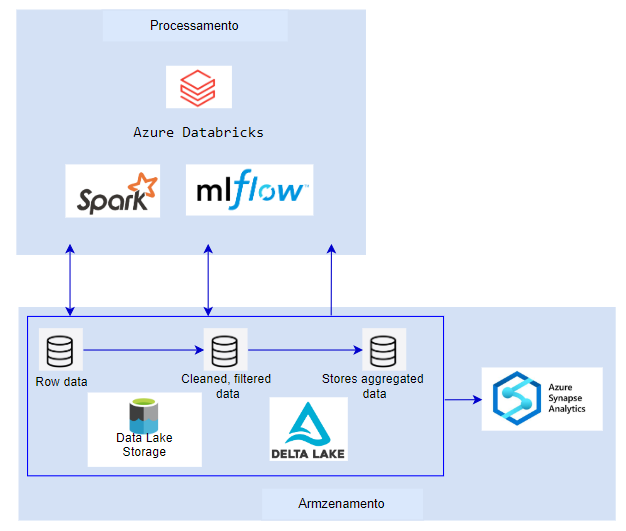 Processamento
Azure Databricks
Spark
mlflow™
Row data
Cleaned, filtered
data
Stores aggregated
data
Data Lake
Storage
DELTA LAKE
Azure
Synapse
Analytics
Armzenamento